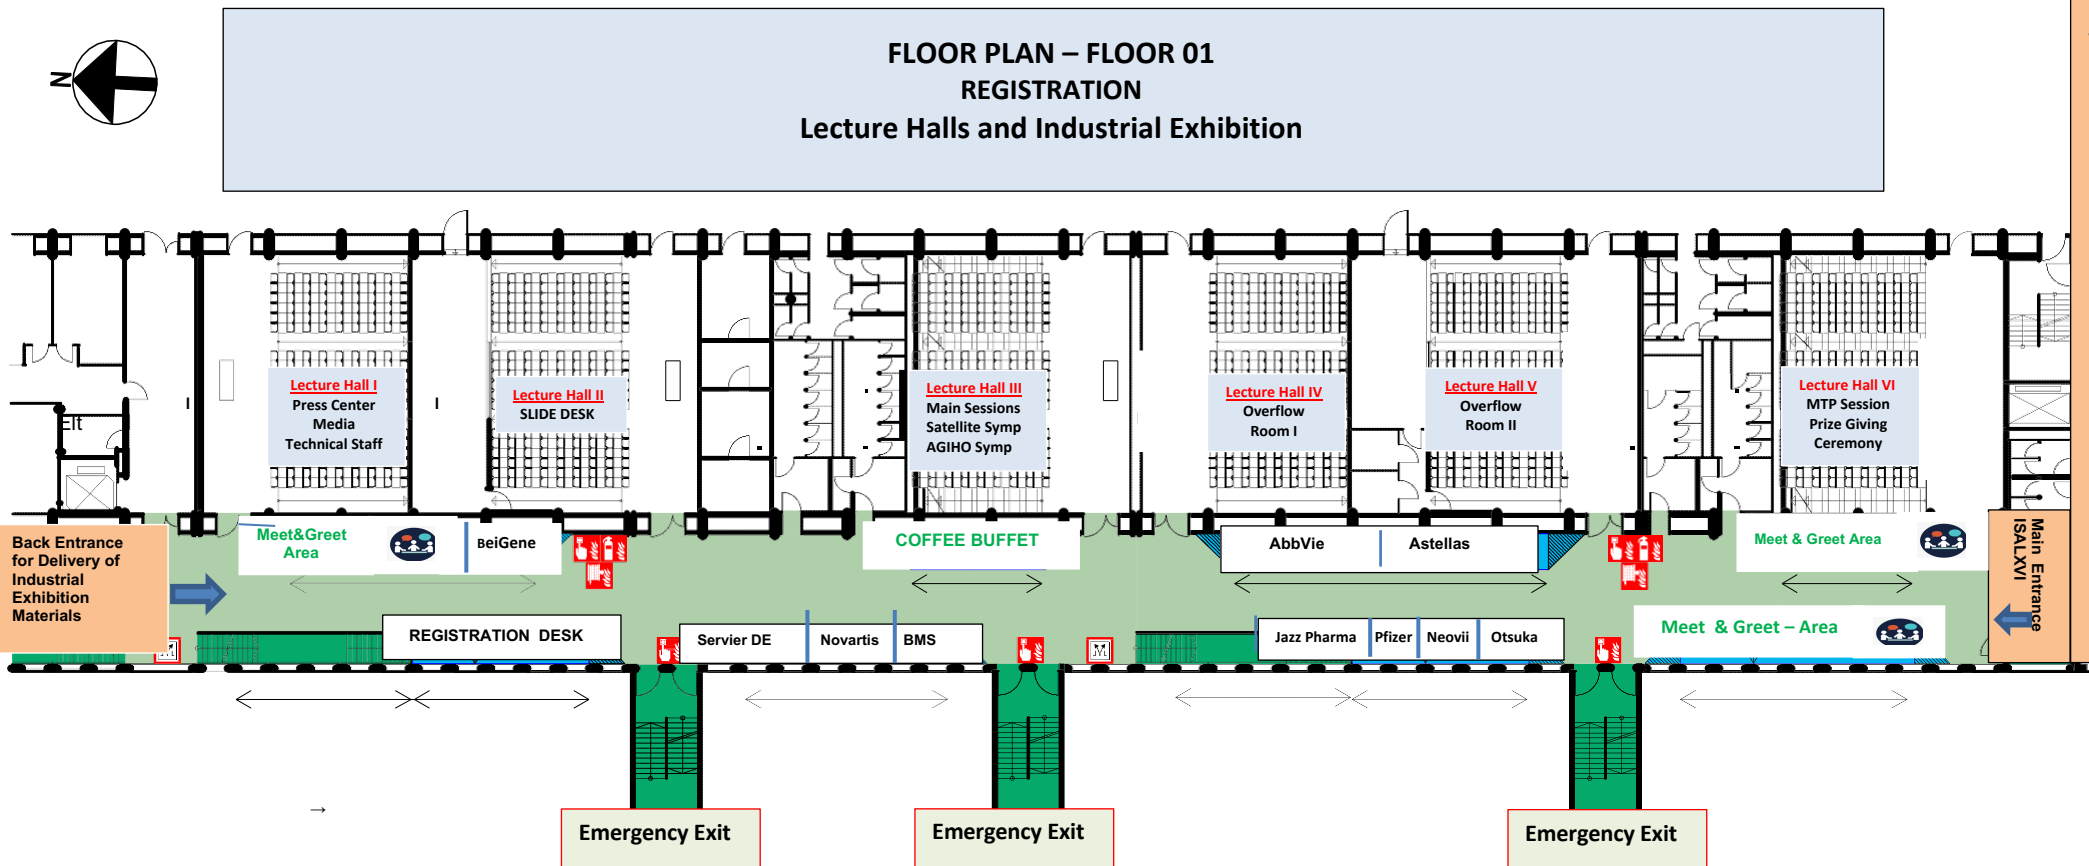 FLOOR PLAN – FLOOR 01
REGISTRATION
Lecture Halls and Industrial Exhibition
N
Elt
Lecture Hall I
Press Center
Media
Technical Staff
Lecture Hall II
SLIDE DESK
Lecture Hall III
Main Sessions
Satellite Symp
AGIHO Symp
Lecture Hall IV
Overflow
Room I
Lecture Hall V
Overflow
Room II
Lecture Hall VI
MTP Session
Prize Giving
Ceremony
Back Entrance
for Delivery of
Industrial
Exhibition
Materials
Meet&Greet
Area
BeiGene
COFFEE BUFFET
AbbVie
Astellas
Meet & Greet Area
Main Entrance
ISALXVI
REGISTRATION DESK
Servier DE
Novartis
BMS
Jazz Pharma
Pfizer
Neovii
Otsuka
Meet & Greet – Area
Emergency Exit
Emergency Exit
Emergency Exit